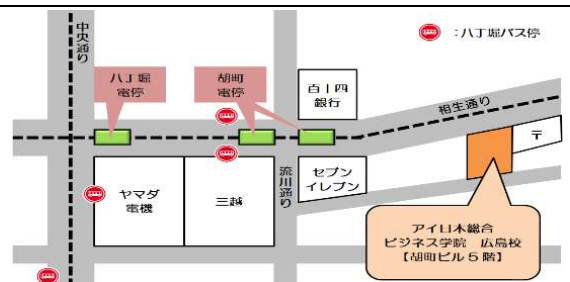 中央通り
八丁堀
電停
胡町
電停
百十四
銀行
：八丁堀バス停
相生通り
〒
ヤマダ
電機
三越
流川通り
セブン
イレブン
アイ日本総合
ビジネス学院　広島校
【胡町ビル５階】